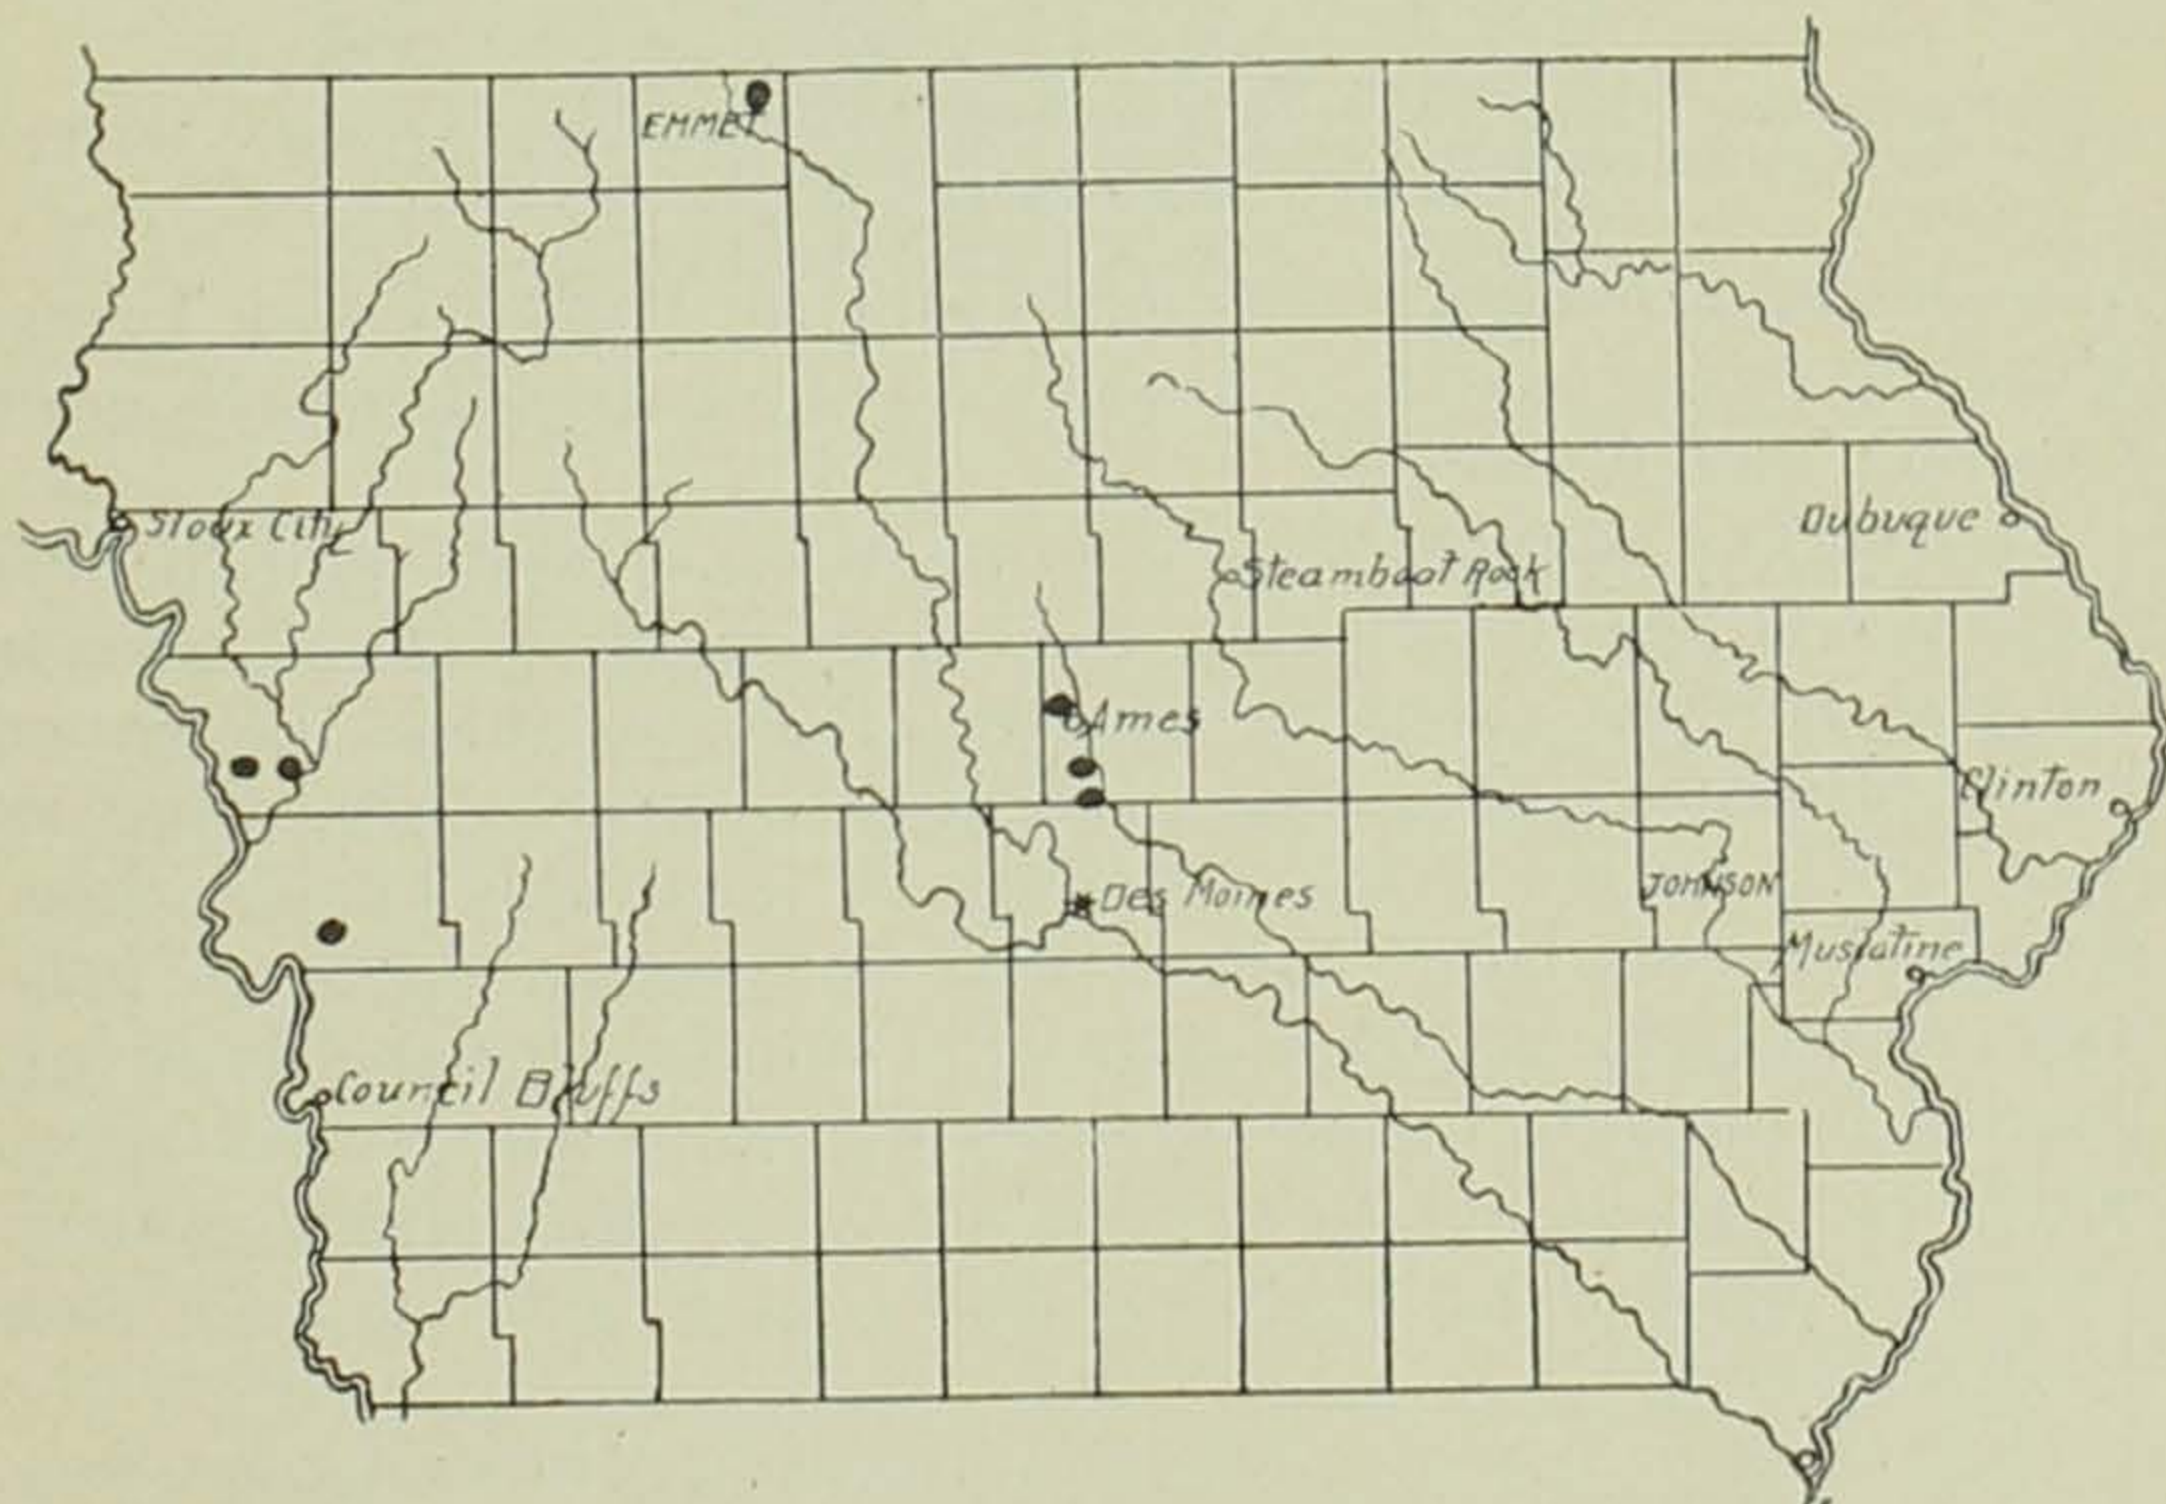 EMMET
Sioux City
Dubuque
Steamboat Rock
Ames
Clinton
JOHNSON
Des Moines
Muscatine
Council Bluffs